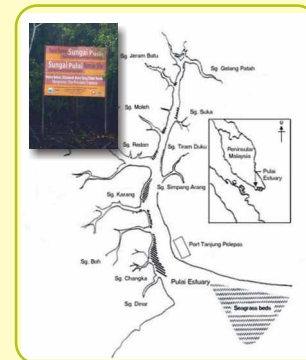 Sungai Pulai
Sungai Pulai
Sg. Jeram Batu
Sg. Gelang Patah
Sg. Moleh
Sg. Suka
Sg. Redan
Sg. Tiram Duku
Sg. Simpang Arang
Sg. Karang
Peninsular
Malaysia
Pulai
Estuary
Port Tanjung Pelepas
Sg. Boh
Sg. Changka
Pulai Estuary
Sg. Dinar
Seagrass beds